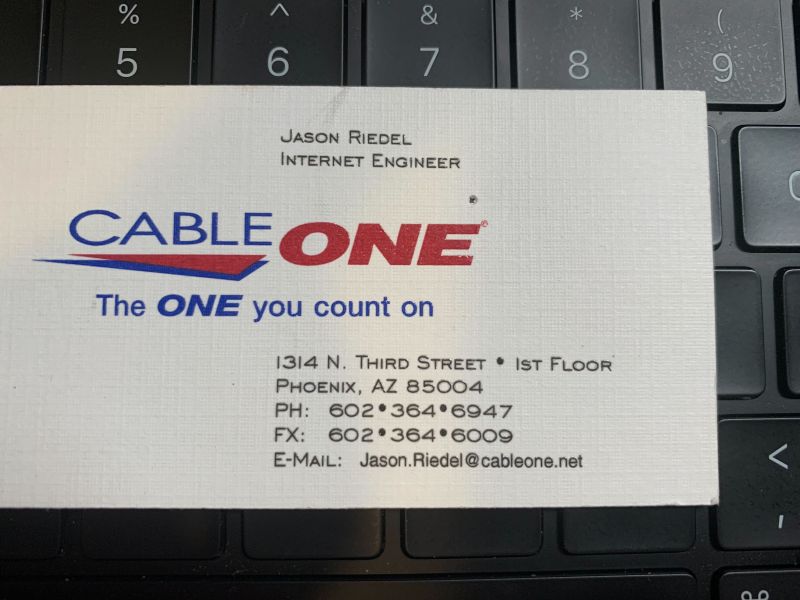 % ^ & * (
5 6 7 8 9
JASON RIEDEL
INTERNET ENGINEER
CABLE ONE®
The ONE you count on
1314 N. THIRD STREET • 1ST FLOOR
PHOENIX, AZ 85004
PH: 602•364•6947
FX: 602•364•6009
E-MAIL: Jason.Riedel@cableone.net
<
,
⌘